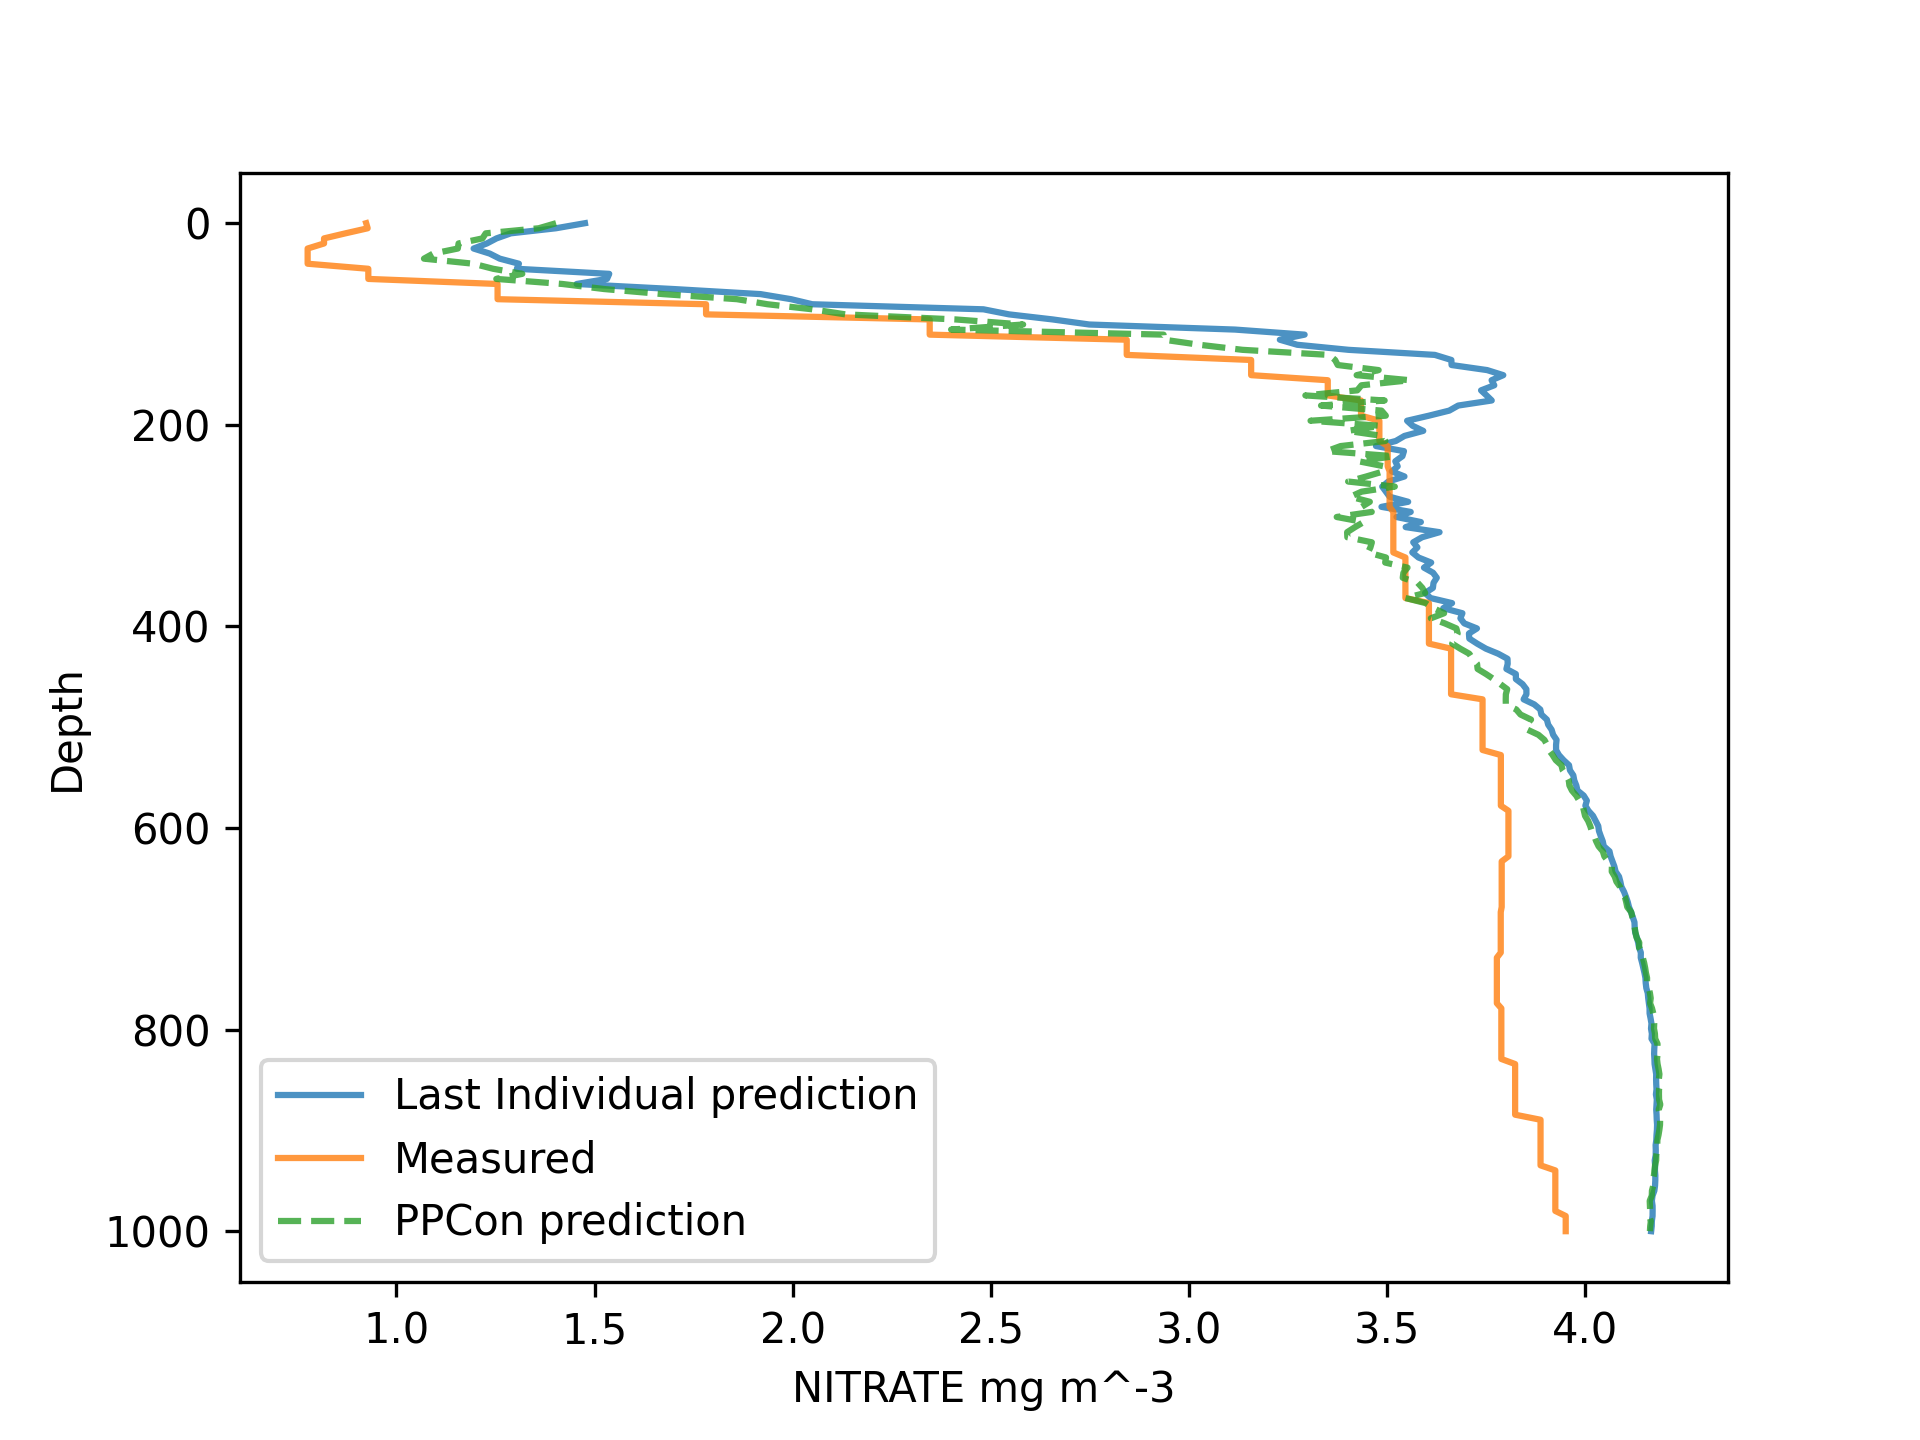 0
200
400
600
800
1000
Depth
Last Individual prediction
Measured
PPCon prediction
1.0 1.5 2.0 2.5 3.0 3.5 4.0
NITRATE mg m^-3